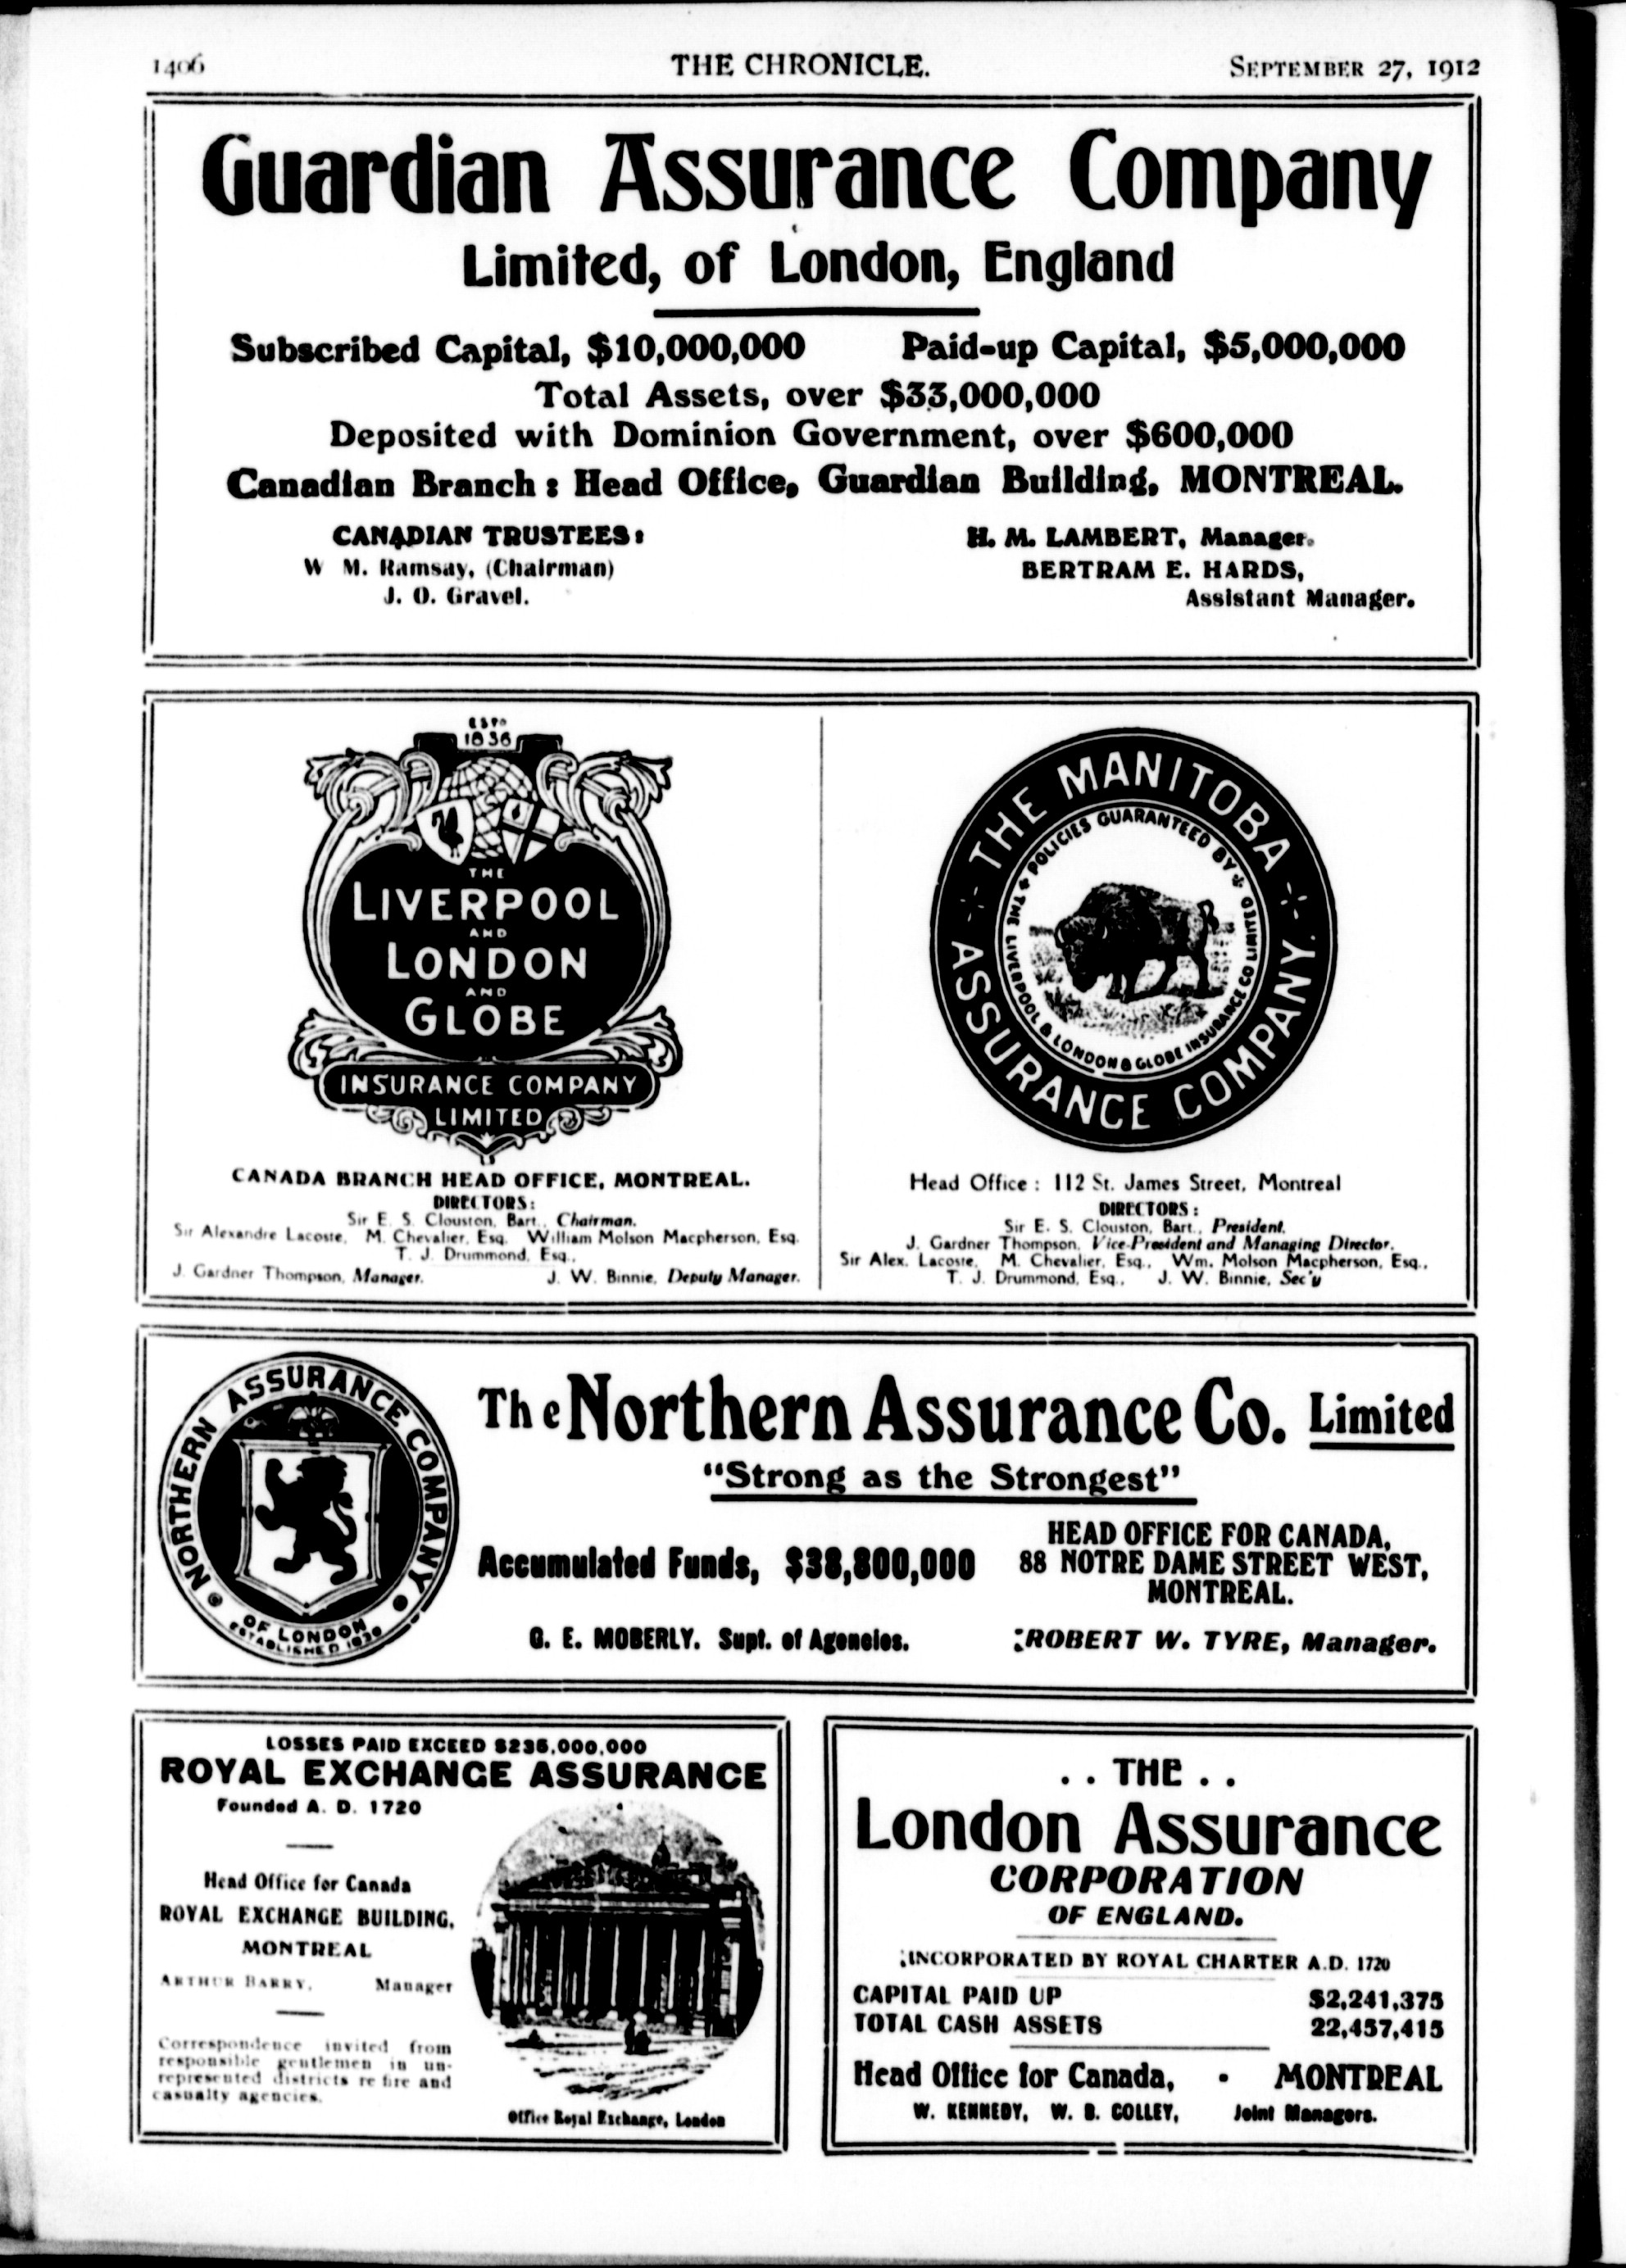 1406
THE CHRONICLE.
SEPTEMBER 27, 1912
Guardian Assurance Company
Limited, of London, England
Subscribed Capital, $10,000,000 Paid-up Capital, $5,000,000
Total Assets, over $33,000,000
Deposited with Dominion Government, over $600,000
Canadian Branch : Head Office, Guardian Building, MONTREAL.
CANADIAN TRUSTEES :
W M. Ramsay, (Chairman)
J. O. Gravel.
H. M. LAMBERT, Manager.
BERTRAM E. HARDS,
Assistant Manager.
ESTD
1836
THE
LIVERPOOL
AND
LONDON
AND
GLOBE
INSURANCE COMPANY
LIMITED
CANADA BRANCH HEAD OFFICE, MONTREAL.
DIRECTORS:
Sir E. S. Clouston, Bart., Chairman.
Sir Alexandre Lacoste, M. Chevalier, Esq. William Molson Macpherson, Esq.
T. J. Drummond, Esq.,
J. Gardner Thompson, Manager. J. W. Binnie, Deputy Manager.
THE MANITOBA
ASSURANCE COMPANY.
POLICIES GUARANTEED BY
THE LIVERPOOL & LONDON & GLOBE INSURANCE CO LIMITED
Head Office : 112 St. James Street, Montreal
DIRECTORS :
Sir E. S. Clouston, Bart., President.
J. Gardner Thompson, Vice-President and Managing Director.
Sir Alex. Lacoste, M. Chevalier, Esq., Wm. Molson Macpherson, Esq.,
T. J. Drummond, Esq., J. W. Binnie, Sec'y
NORTHERN ASSURANCE COMPANY
OF LONDON
ESTABLISHED 1836
The Northern Assurance Co. Limited
"Strong as the Strongest"
Accumulated Funds, $38,800,000
HEAD OFFICE FOR CANADA,
88 NOTRE DAME STREET WEST,
MONTREAL.
G. E. MOBERLY. Supt. of Agencies.
ROBERT W. TYRE, Manager.
LOSSES PAID EXCEED $235,000,000
ROYAL EXCHANGE ASSURANCE
Founded A. D. 1720
Head Office for Canada
ROYAL EXCHANGE BUILDING,
MONTREAL
ARTHUR BARRY, Manager
Correspondence invited from
responsible gentlemen in un-
represented districts re fire and
casualty agencies.
Office Royal Exchange, London
. . THE . .
London Assurance
CORPORATION
OF ENGLAND.
INCORPORATED BY ROYAL CHARTER A.D. 1720
CAPITAL PAID UP $2,241,375
TOTAL CASH ASSETS 22,457,415
Head Office for Canada, - MONTREAL
W. KENNEDY, W. B. COLLEY, Joint Managers.